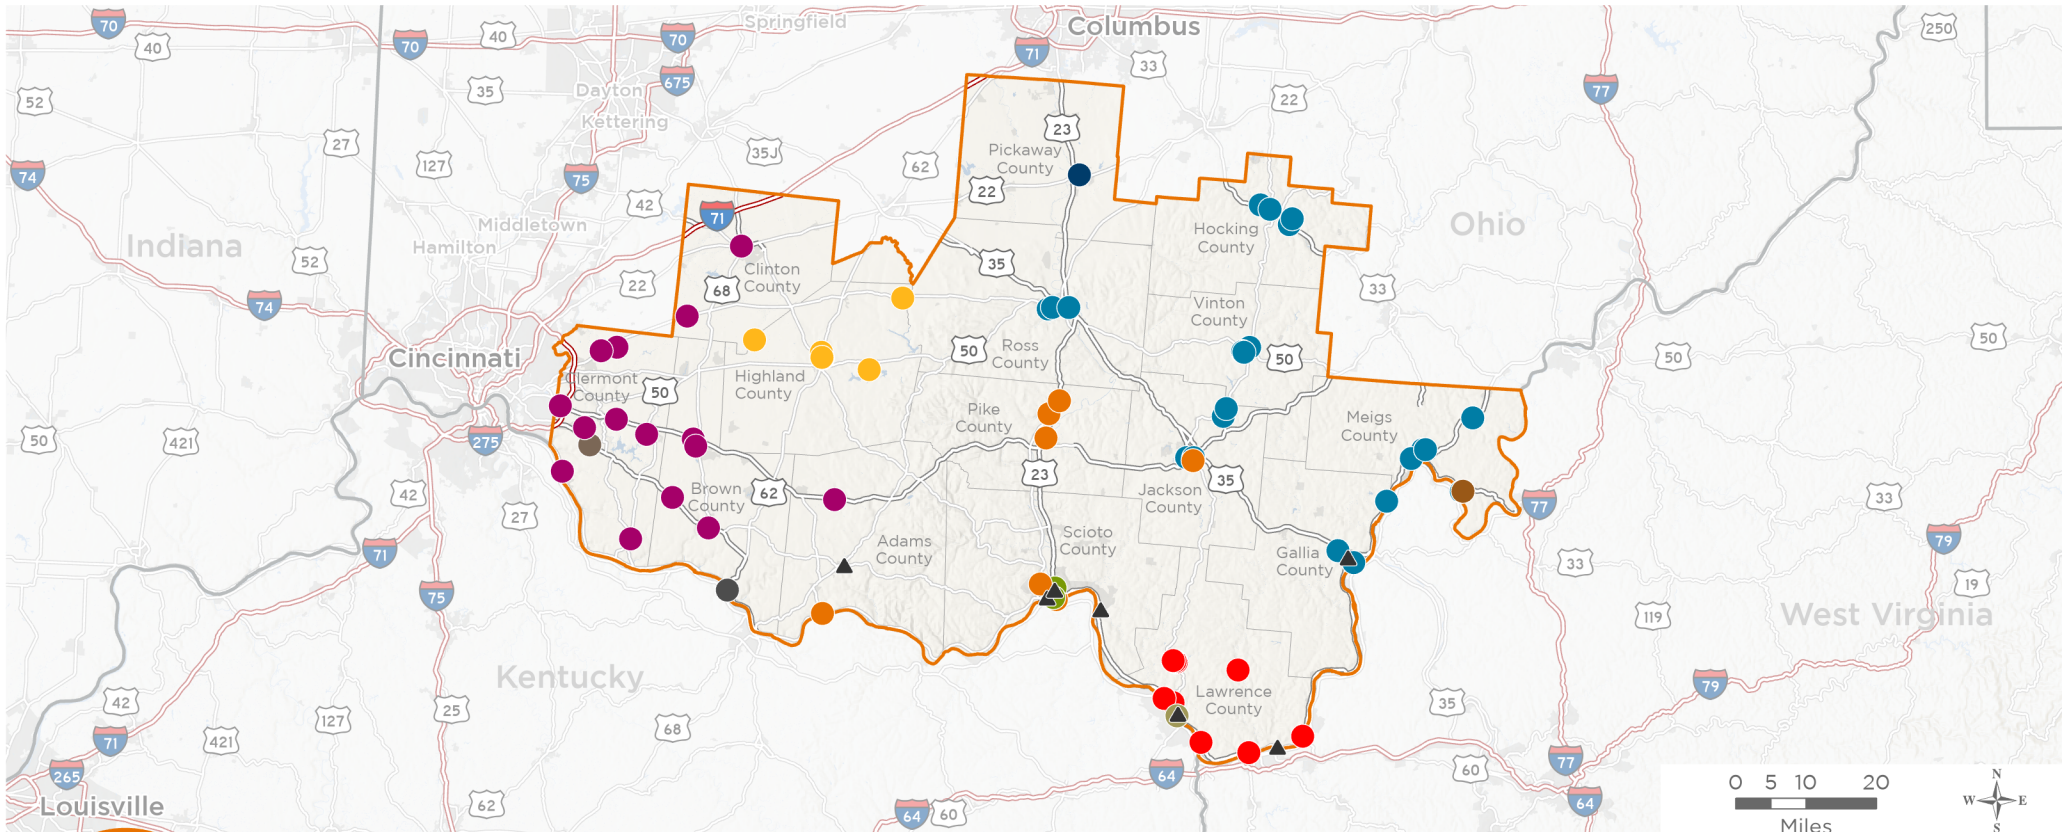 70
40
70
40
70
Springfield
Columbus
71
33
250
675
35
52
Dayton
Kettering
22
77
27
127
35J
62
23
Pickaway
County
74
75
42
22
71
Indiana
Middletown
Hamilton
52
22
74
68
Clinton
County
35
Hocking
County
Ohio
33
Vinton
County
50
Cincinnati
50
Ross
County
50
50
Clermont
County
50
Highland
County
Pike
County
Meigs
County
50
421
275
23
35
42
27
Brown
County
62
Jackson
County
77
33
71
75
Adams
County
Scioto
County
Gallia
County
33
79
19
119
West Virginia
Kentucky
Lawrence
County
79
42
127
25
68
35
71
421
265
62
64
60
77
64
64
60
Louisville
0 5 10 20
Miles
N
W E
S